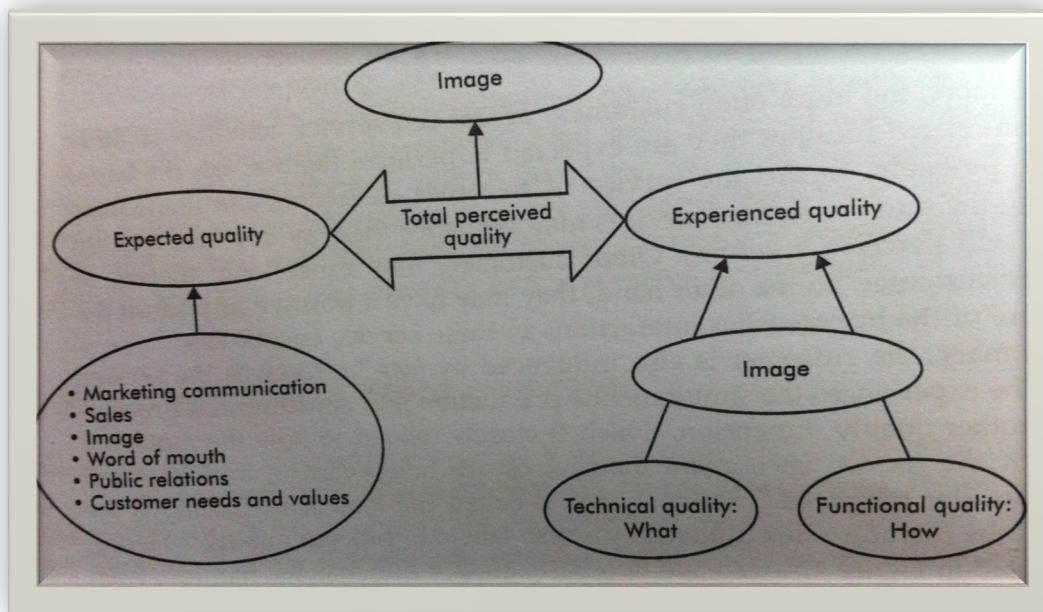 Image
Total perceived
quality
Expected quality
Experienced quality
• Marketing communication
• Sales
• Image
• Word of mouth
• Public relations
• Customer needs and values
Image
Technical quality:
What
Functional quality:
How